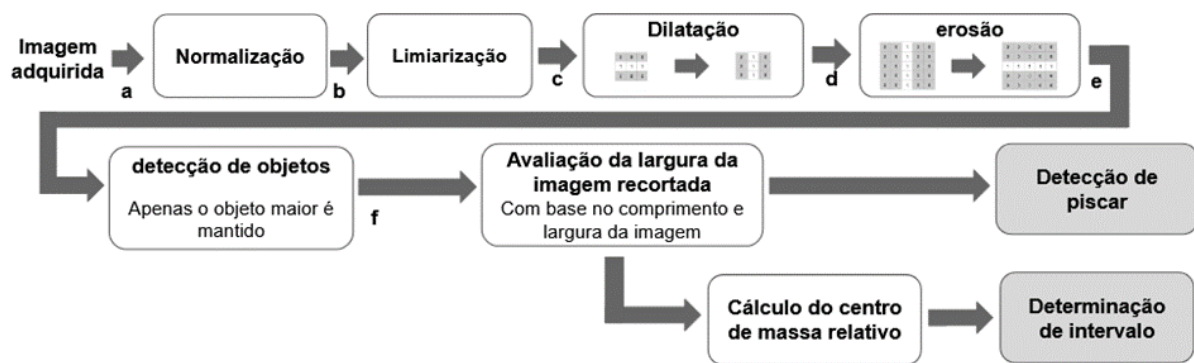 Imagem
adquirida
a
Normalização
b
Limiarização
c
Dilatação
d
erosão
e
detecção de objetos
Apenas o objeto maior é
mantido
f
Avaliação da largura da
imagem recortada
Com base no comprimento e
largura da imagem
Detecção de
piscar
Cálculo do centro
de massa relativo
Determinação
de intervalo